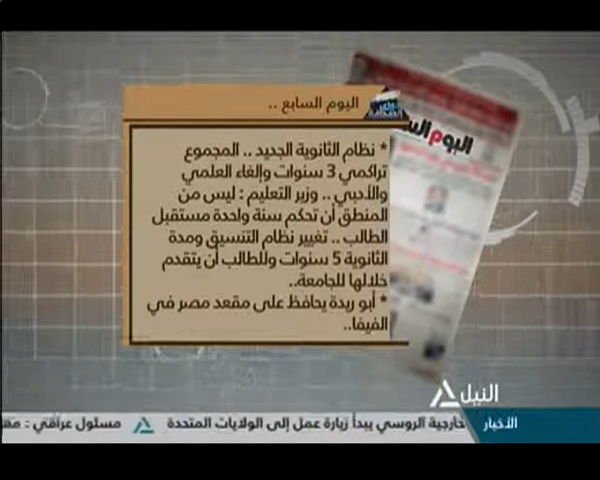 اليوم السابع ..
* نظام الثانوية الجديد .. المجموع
تراكمي 3 سنوات وإلغاء العلمي
والأدبي .. وزير التعليم : ليس من
المنطق أن تحكم سنة واحدة مستقبل
الطالب .. تغيير نظام التنسيق ومدة
الثانوية 5 سنوات وللطالب أن يتقدم
خلالها للجامعة..
* أبو ريدة يحافظ على مقعد مصر في
الفيفا..
اليوم
النيل
الأخبار
خارجية الروسي يبدأ زيارة عمل إلى الولايات المتحدة
مسئول عراقي :